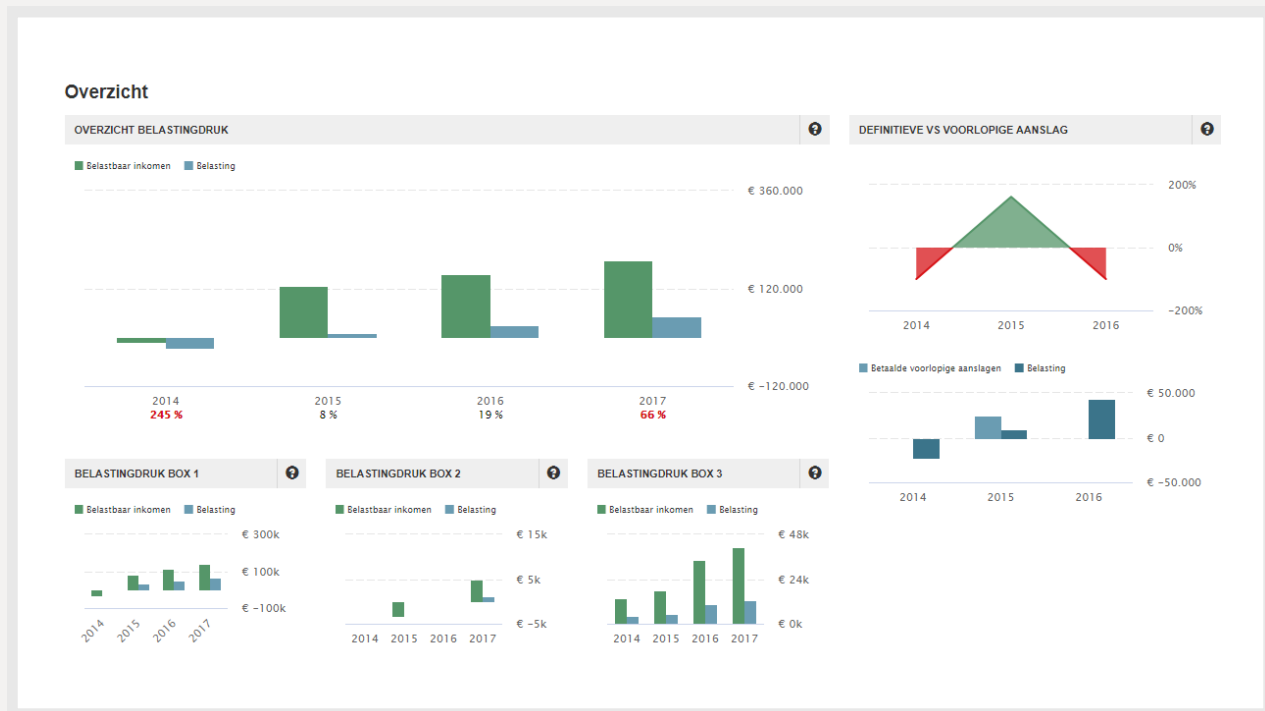 Overzicht
OVERZICHT BELASTINGDRUK
Belastbaar inkomen Belasting
€ 360.000
€ 120.000
€ -120.000
2014 2015 2016 2017
245 % 8 % 19 % 66 %
DEFINITIEVE VS VOORLOPIGE AANSLAG
200%
0%
-200%
2014 2015 2016
Betaalde voorlopige aanslagen Belasting
€ 50.000
€ 0
€ -50.000
2014 2015 2016
BELASTINGDRUK BOX 1
Belastbaar inkomen Belasting
€ 300k
€ 100k
€ -100k
2014 2015 2016 2017
BELASTINGDRUK BOX 2
Belastbaar inkomen Belasting
€ 15k
€ 5k
€ -5k
2014 2015 2016 2017
BELASTINGDRUK BOX 3
Belastbaar inkomen Belasting
€ 48k
€ 24k
€ 0k
2014 2015 2016 2017